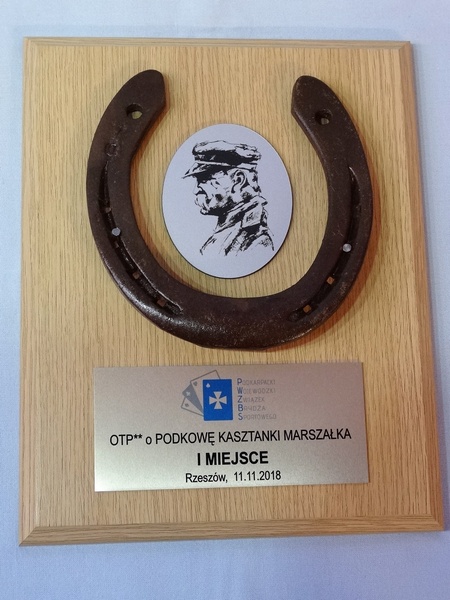 PODKARPACKI
WOJEWÓDZKI
ZWIĄZEK
BRYDŻA
SPORTOWEGO
OTP** o PODKOWĘ KASZTANKI MARSZAŁKA
I MIEJSCE
Rzeszów, 11.11.2018